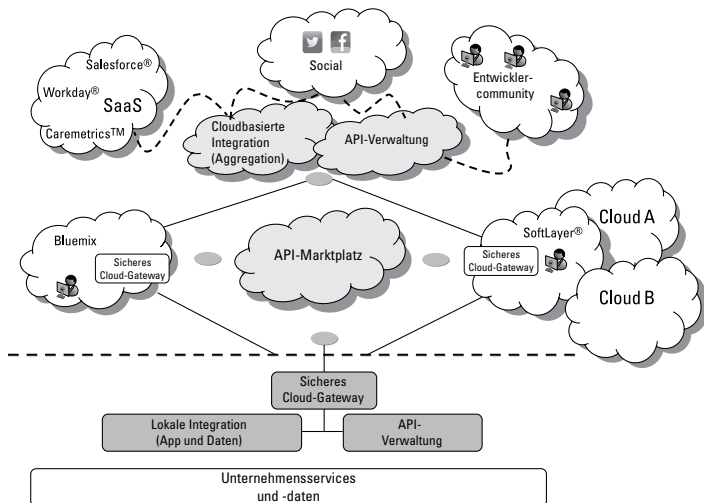 Salesforce®
Workday®
SaaS
Caremetrics™
Social
Entwickler-
community
Cloudbasierte
Integration
(Aggregation)
API-Verwaltung
Bluemix
Sicheres
Cloud-Gateway
API-Marktplatz
SoftLayer®
Sicheres
Cloud-Gateway
Cloud A
Cloud B
Sicheres
Cloud-Gateway
Lokale Integration
(App und Daten)
API-
Verwaltung
Unternehmensservices
und -daten